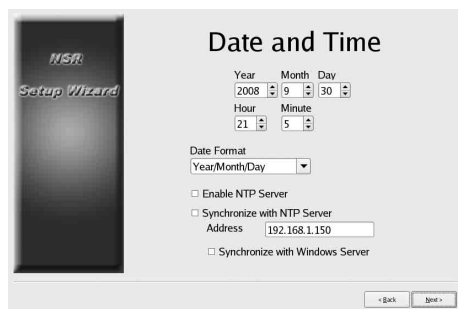 NSR
Setup Wizard
Date and Time
Year Month Day
2008 9 30
Hour Minute
21 5
Date Format
Year/Month/Day
Enable NTP Server
Synchronize with NTP Server
Address 192.168.1.150
Synchronize with Windows Server
< Back Next >